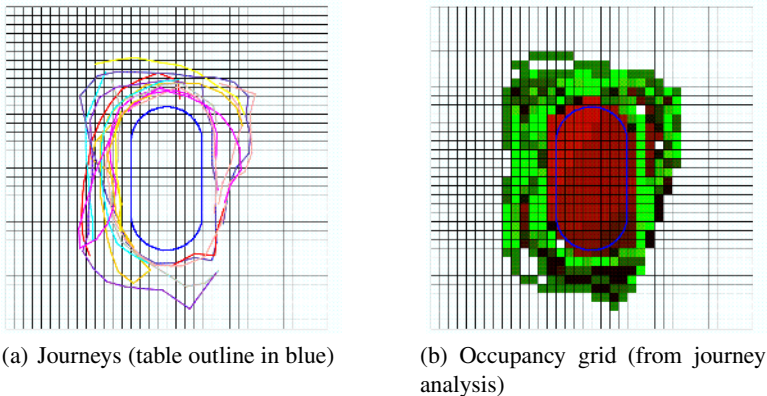 (a) Journeys (table outline in blue)
(b) Occupancy grid (from journey
analysis)